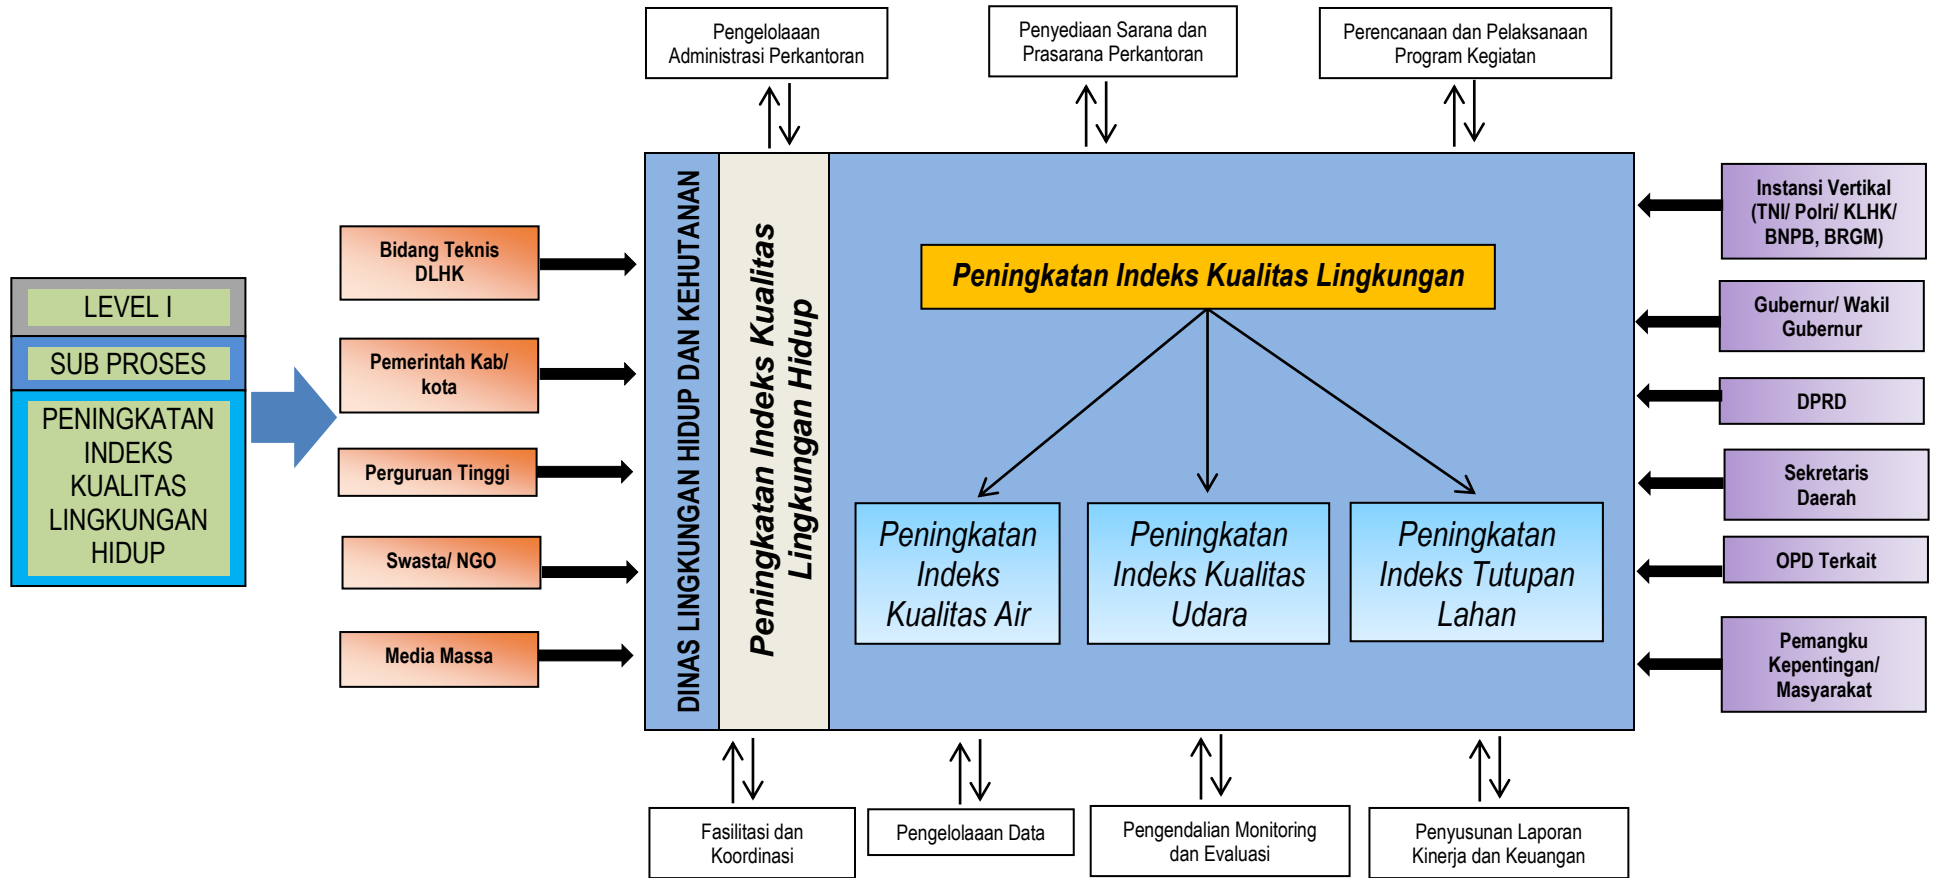 Pengelolaaan
Administrasi Perkantoran
Penyediaan Sarana dan
Prasarana Perkantoran
Perencanaan dan Pelaksanaan
Program Kegiatan
LEVEL I
SUB PROSES
PENINGKATAN
INDEKS
KUALITAS
LINGKUNGAN
HIDUP
Bidang Teknis
DLHK
Pemerintah Kab/
kota
Perguruan Tinggi
Swasta/ NGO
Media Massa
DINAS LINGKUNGAN HIDUP DAN KEHUTANAN
Peningkatan Indeks Kualitas
Lingkungan Hidup
Peningkatan Indeks Kualitas Lingkungan
Peningkatan
Indeks
Kualitas Air
Peningkatan
Indeks Kualitas
Udara
Peningkatan
Indeks Tutupan
Lahan
Instansi Vertikal
(TNI/ Polri/ KLHK/
BNPB, BRGM)
Gubernur/ Wakil
Gubernur
DPRD
Sekretaris
Daerah
OPD Terkait
Pemangku
Kepentingan/
Masyarakat
Fasilitasi dan
Koordinasi
Pengelolaaan Data
Pengendalian Monitoring
dan Evaluasi
Penyusunan Laporan
Kinerja dan Keuangan